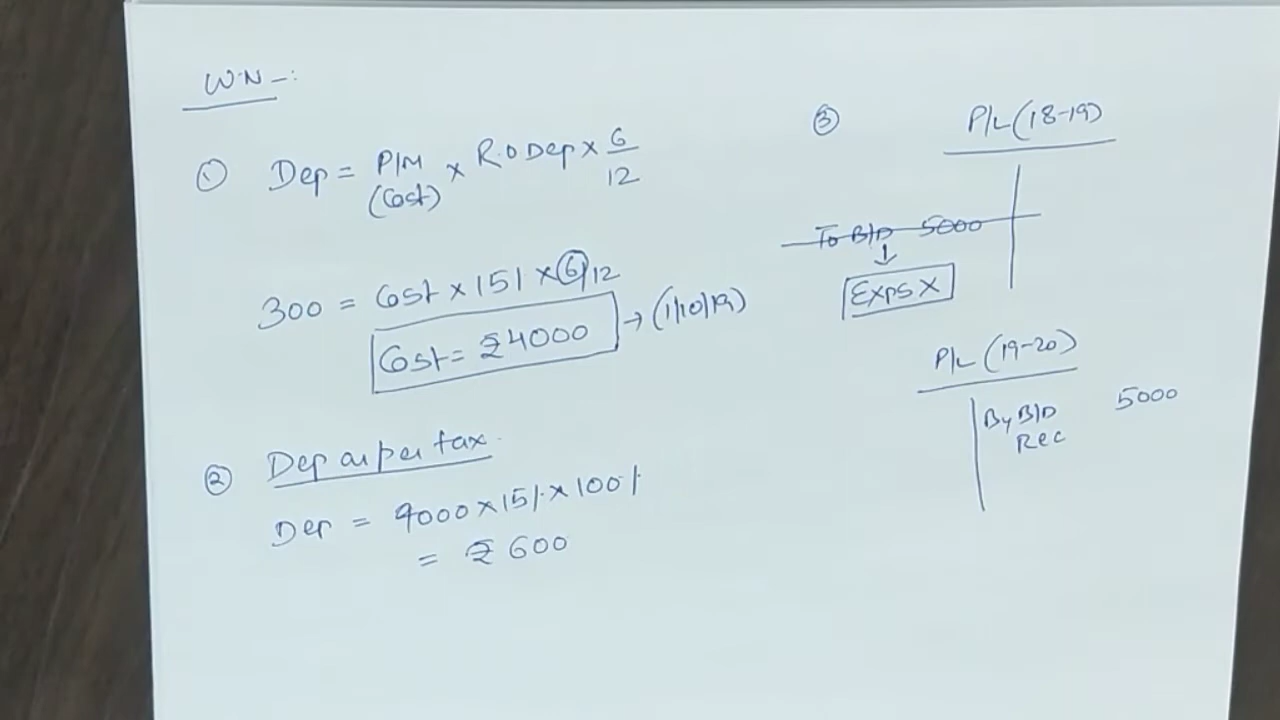 W.N -:
① Dep = P/M × R.O Dep × 6/12
(Cost)
300 = Cost × 15% × 6/12
Cost = ₹4000 → (1/10/19)
② Dep as per tax
Dep = 4000 × 15% × 100%
= ₹ 600
③ P/L (18-19)
To B/D 5000
↓
Exps X
P/L (19-20)
By B/D 5000
Rec